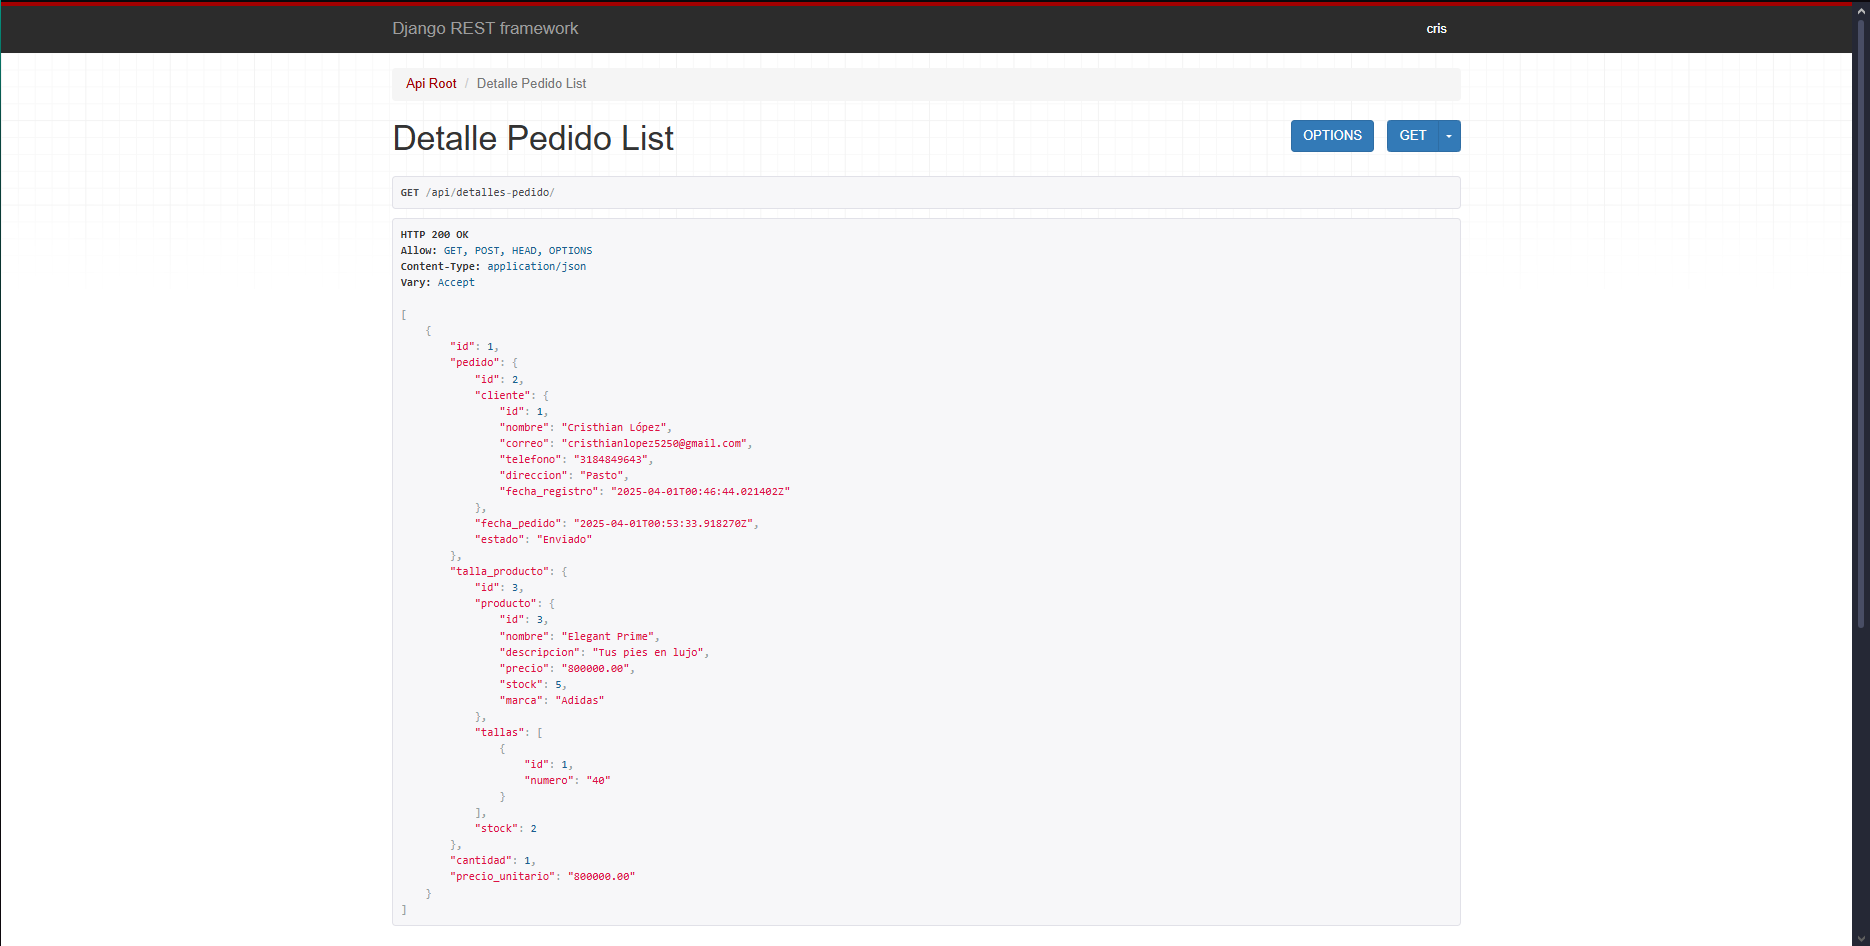 Django REST framework
cris
Api Root / Detalle Pedido List
Detalle Pedido List
OPTIONS
GET
GET /api/detalles-pedido/
HTTP 200 OK
Allow: GET, POST, HEAD, OPTIONS
Content-Type: application/json
Vary: Accept
[
    {
        "id": 1,
        "pedido": {
            "id": 2,
            "cliente": {
                "id": 1,
                "nombre": "Cristhian López",
                "correo": "cristhianlopez5250@gmail.com",
                "telefono": "3184849643",
                "direccion": "Pasto",
                "fecha_registro": "2025-04-01T00:46:44.021402Z"
            },
            "fecha_pedido": "2025-04-01T00:53:33.918270Z",
            "estado": "Enviado"
        },
        "talla_producto": {
            "id": 3,
            "producto": {
                "id": 3,
                "nombre": "Elegant Prime",
                "descripcion": "Tus pies en lujo",
                "precio": "800000.00",
                "stock": 5,
                "marca": "Adidas"
            },
            "tallas": [
                {
                    "id": 1,
                    "numero": "40"
                }
            ],
            "stock": 2
        },
        "cantidad": 1,
        "precio_unitario": "800000.00"
    }
]